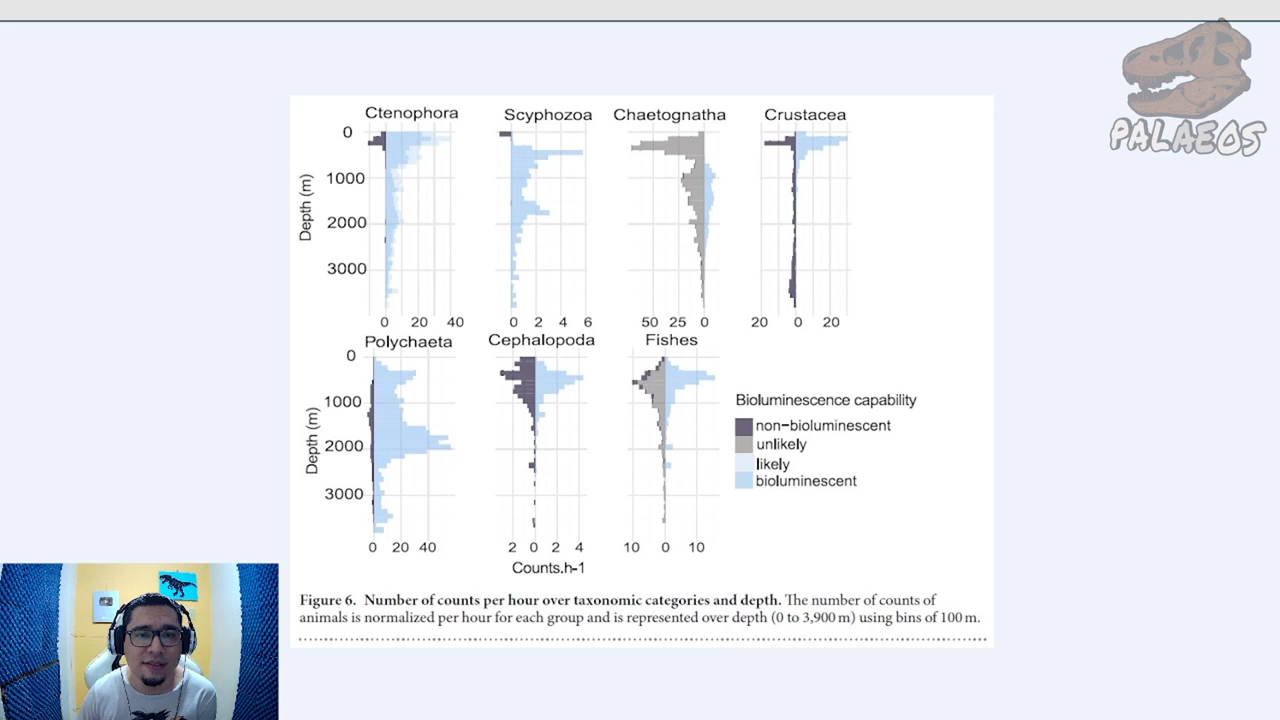 PALAEOS
Ctenophora Scyphozoa Chaetognatha Crustacea
0
1000
2000
3000
Depth (m)
0 20 40 0 2 4 6 50 25 0 20 0 20
Polychaeta Cephalopoda Fishes
0
1000
2000
3000
Depth (m)
0 20 40 2 0 2 4 10 0 10
Counts.h-1
Bioluminescence capability
non-bioluminescent
unlikely
likely
bioluminescent
Figure 6. Number of counts per hour over taxonomic categories and depth. The number of counts of
animals is normalized per hour for each group and is represented over depth (0 to 3,900 m) using bins of 100 m.